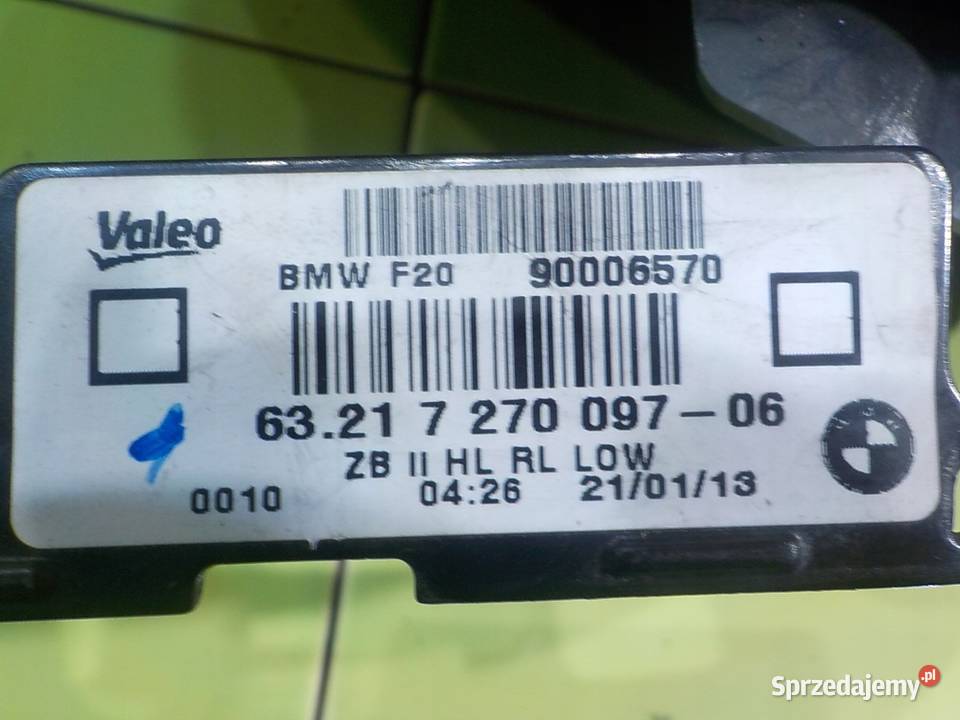 Valeo
BMW F20 90006570
63.21 7 270 097-06
ZB II HL RL LOW
0010 04:26 21/01/13
Sprzedajemy.pl